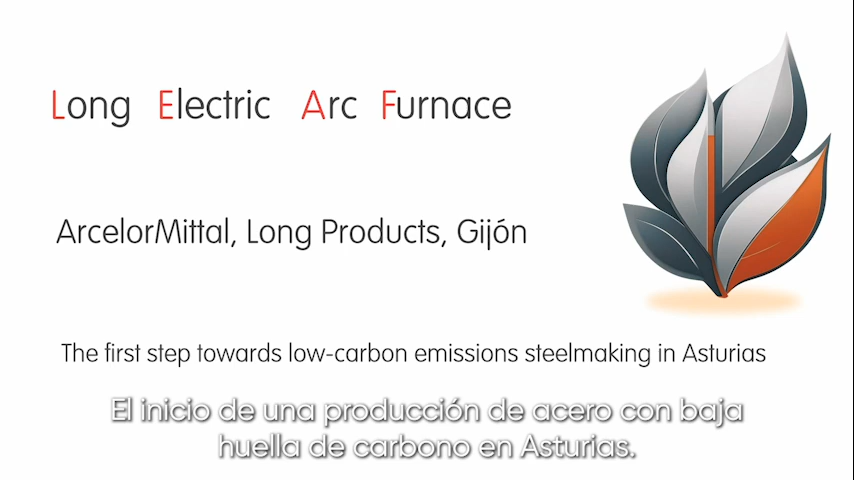 Long Electric Arc Furnace
ArcelorMittal, Long Products, Gijón
The first step towards low-carbon emissions steelmaking in Asturias
El inicio de una producción de acero con baja
huella de carbono en Asturias.